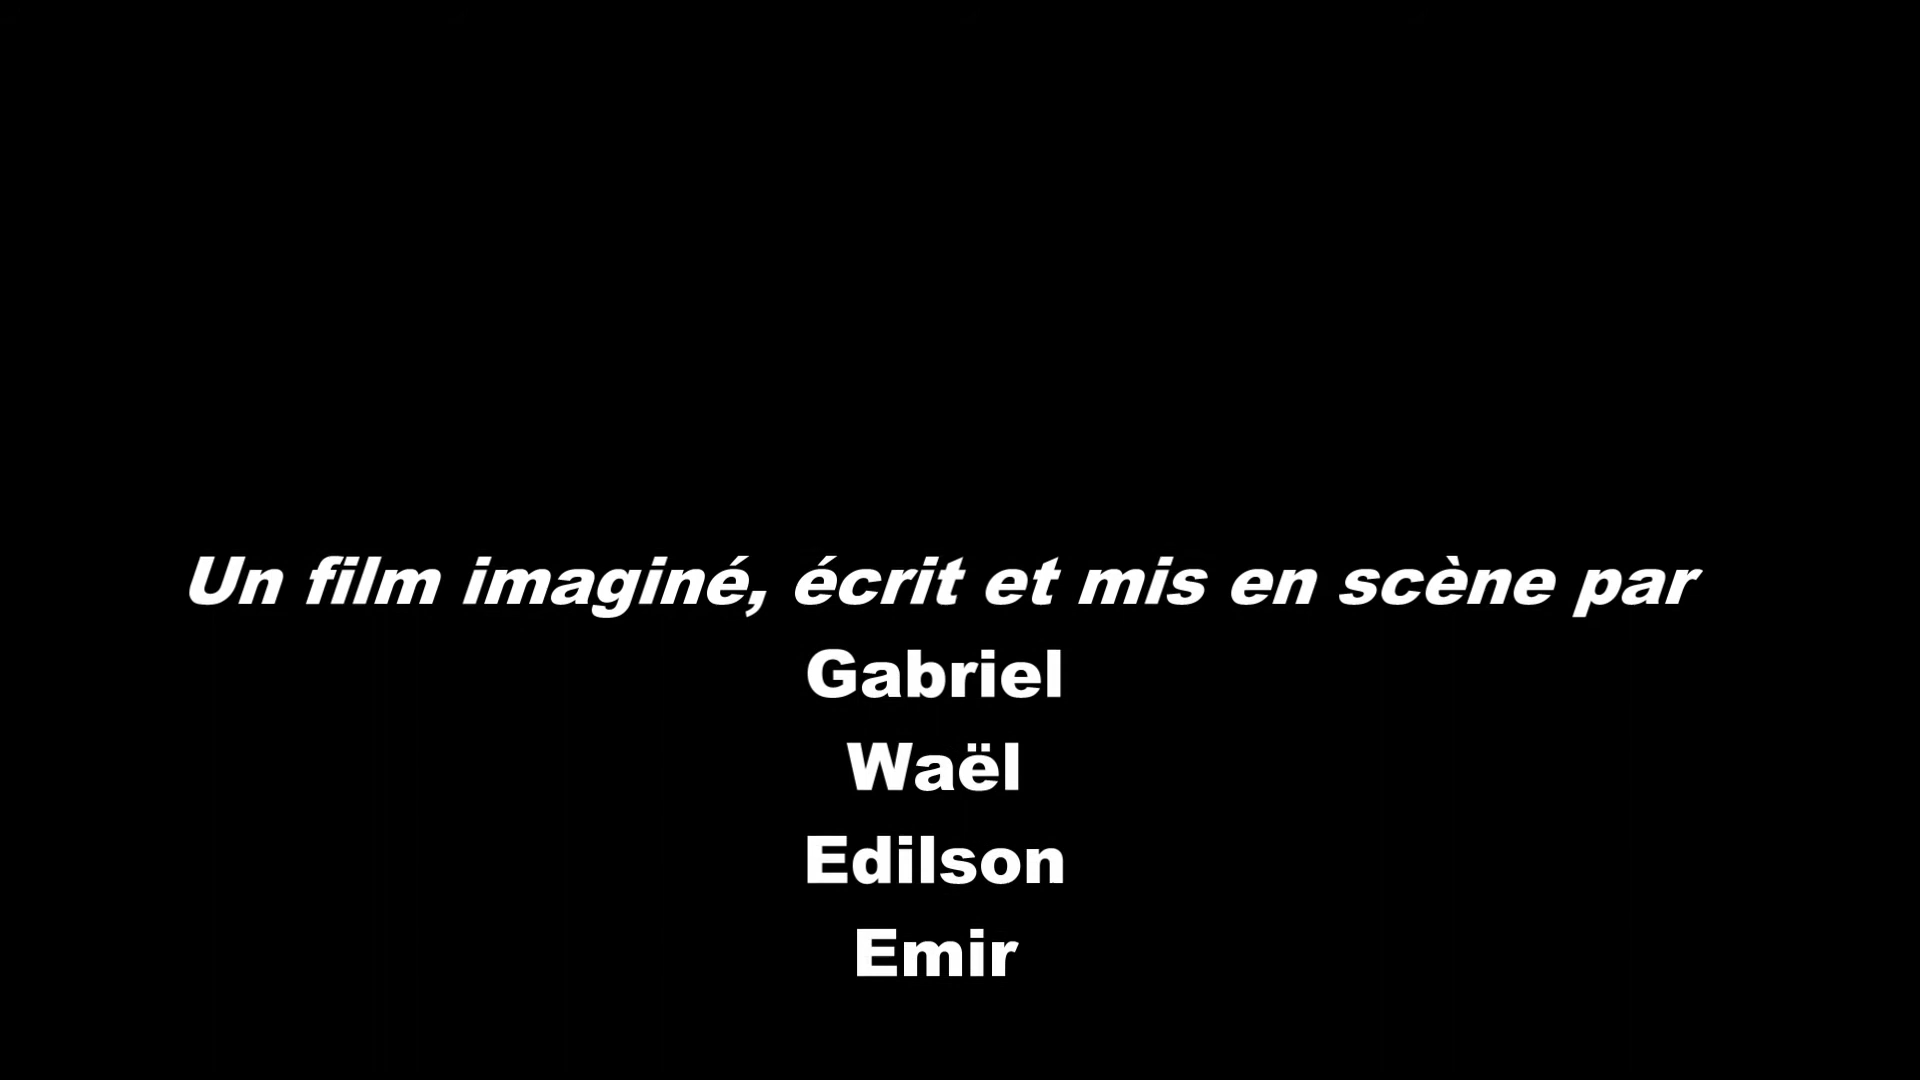 Un film imaginé, écrit et mis en scène par
Gabriel
Waël
Edilson
Emir